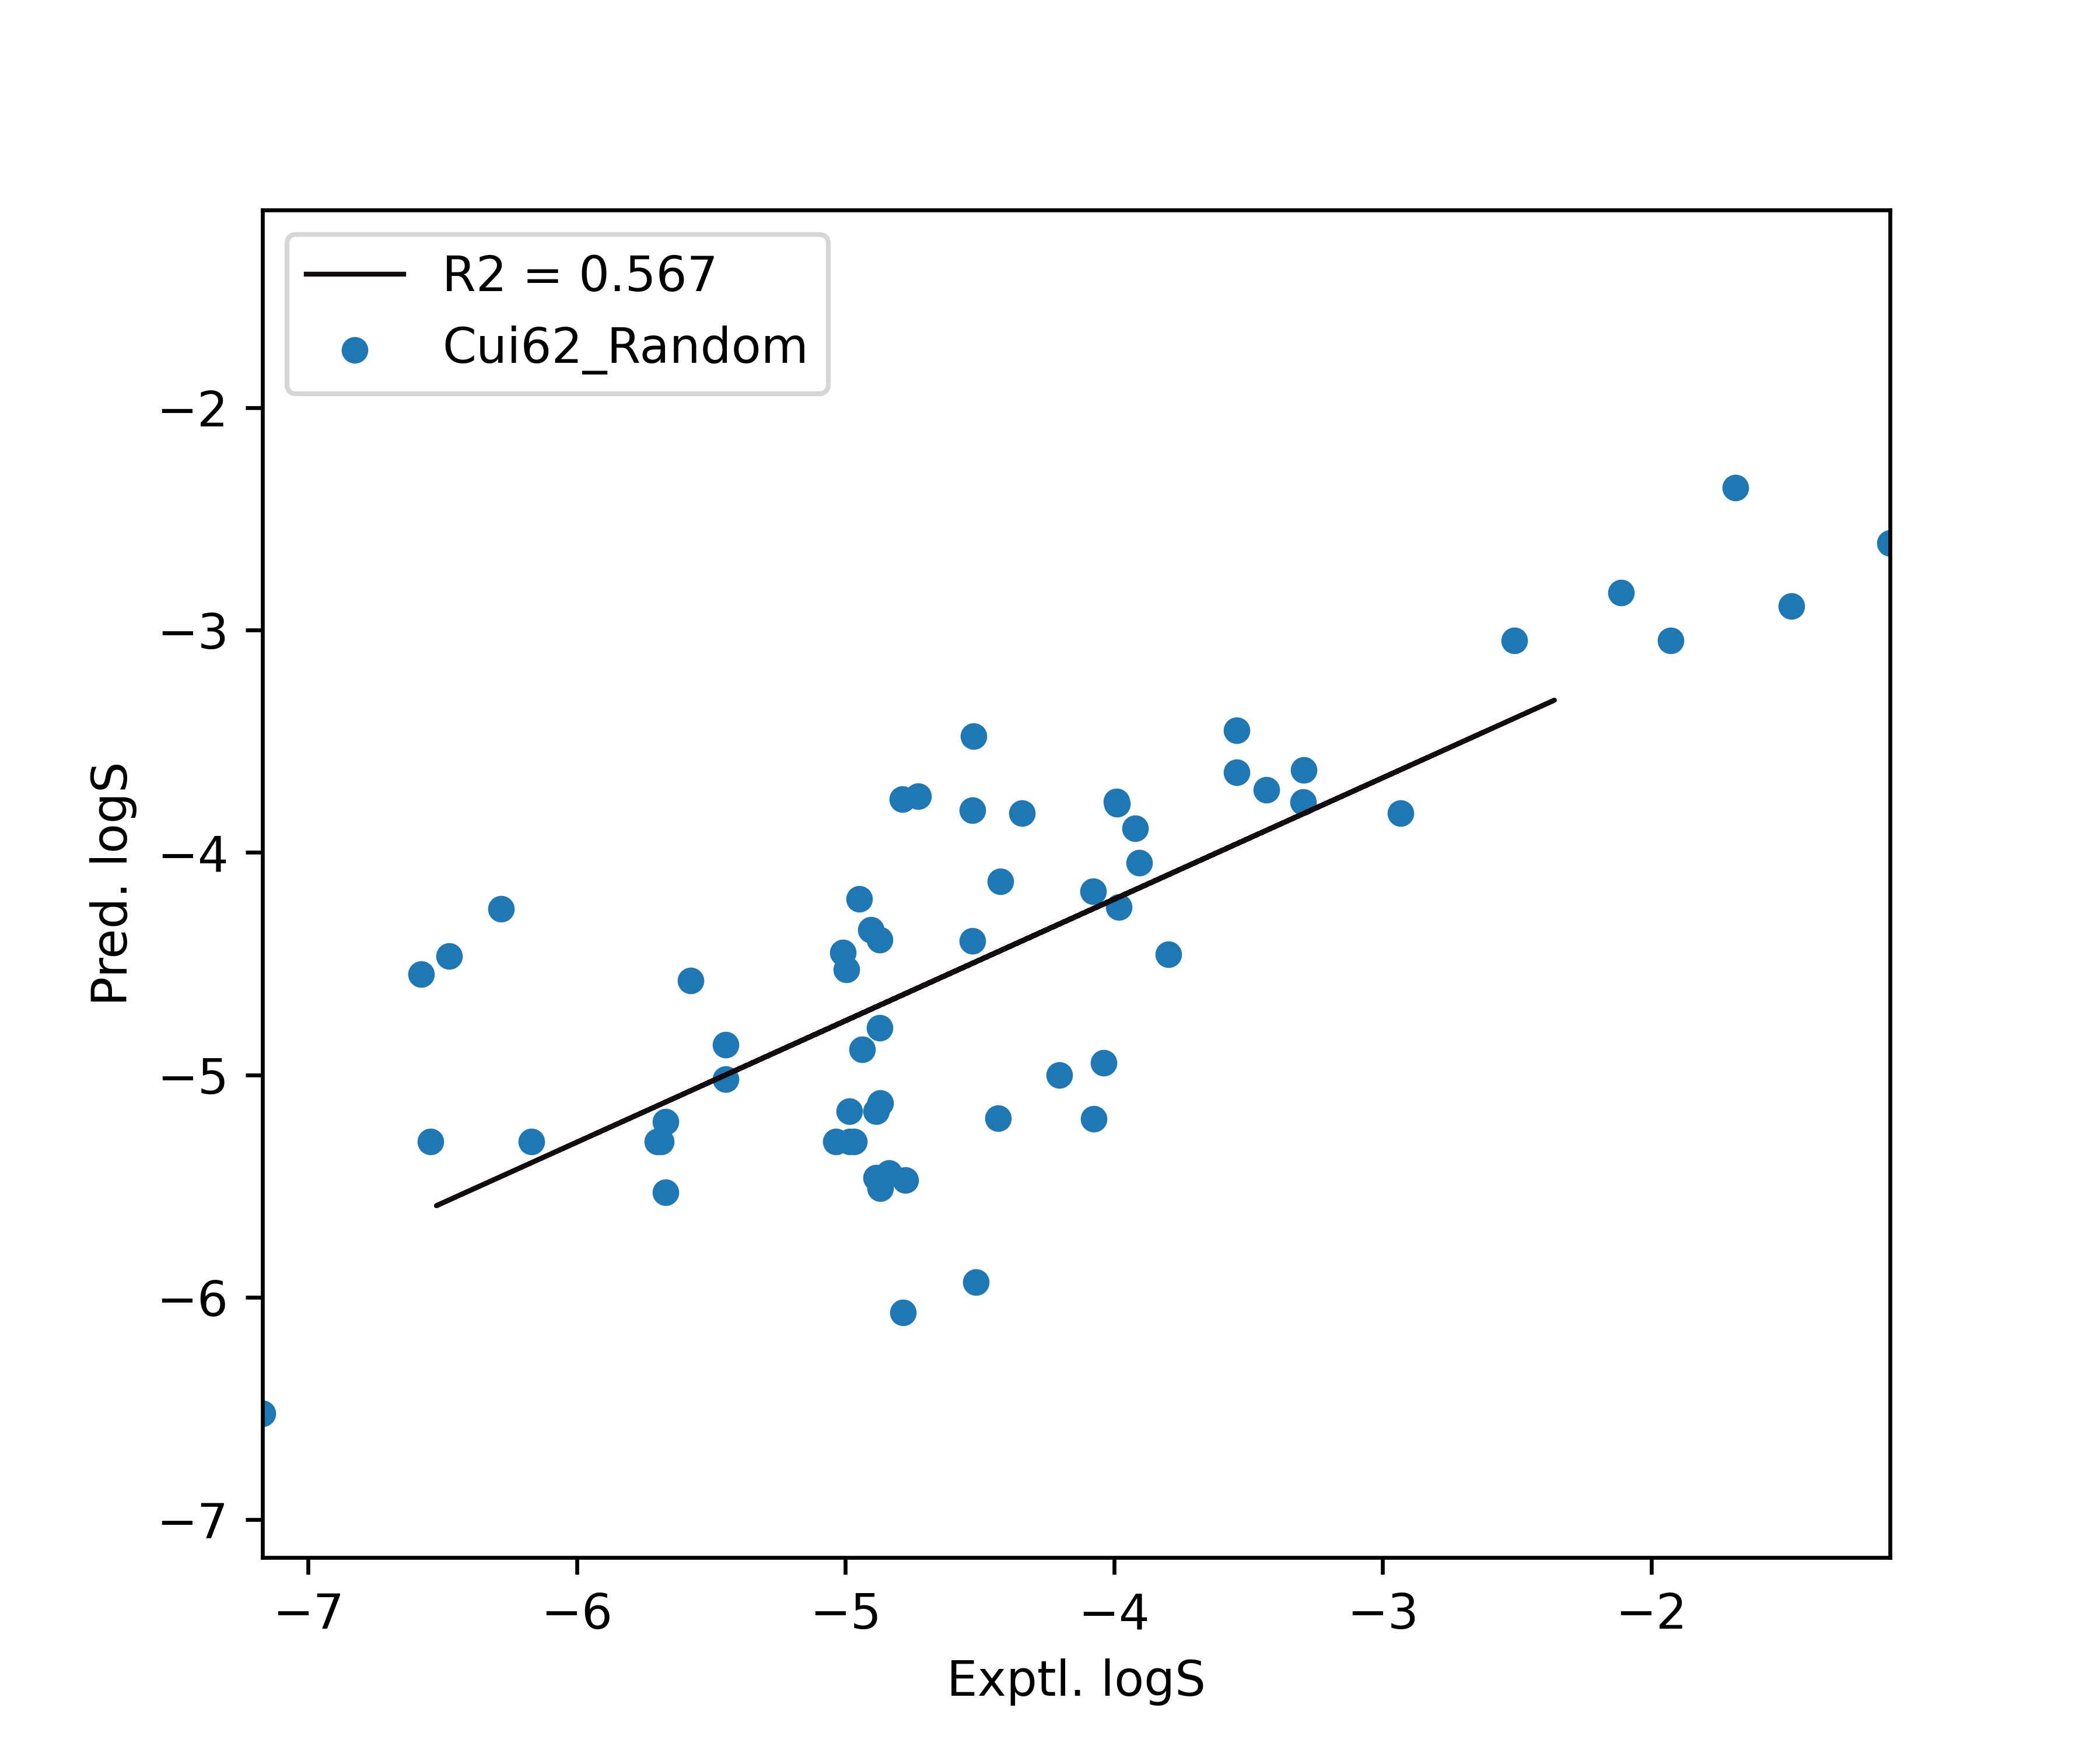 R2 = 0.567
Cui62_Random
−2
−3
−4
−5
−6
−7
Pred. logS
−7 −6 −5 −4 −3 −2
Exptl. logS